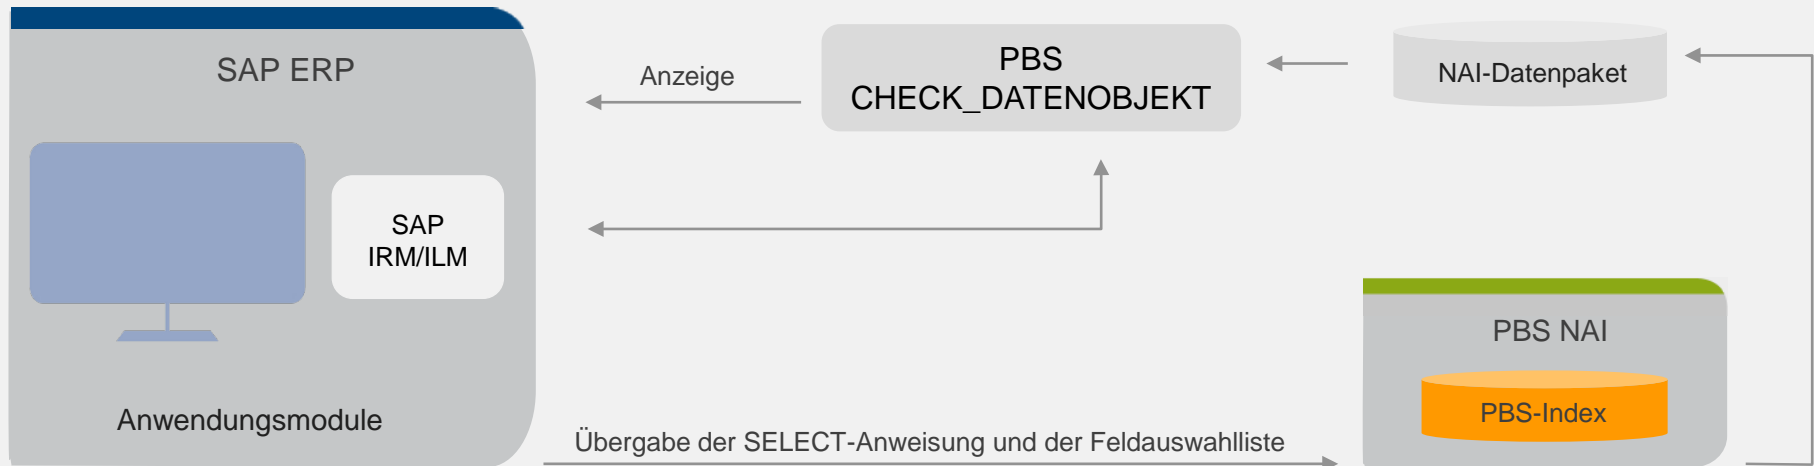 SAP ERP
SAP
IRM/ILM
Anwendungsmodule
Anzeige
PBS
CHECK_DATENOBJEKT
NAI-Datenpaket
PBS NAI
PBS-Index
Übergabe der SELECT-Anweisung und der Feldauswahlliste